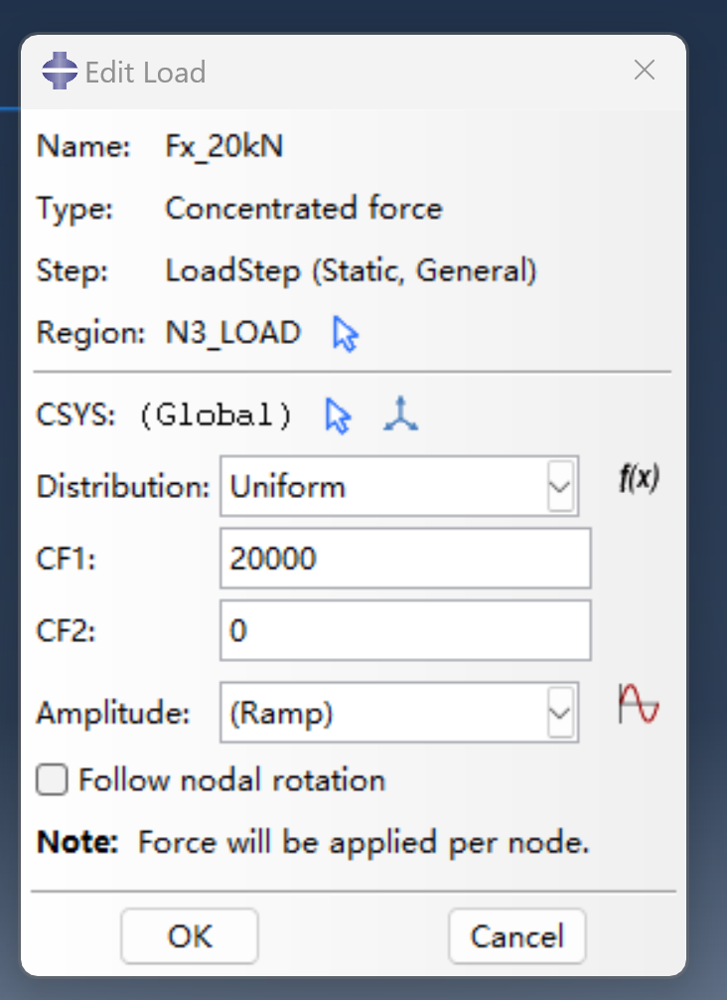 Edit Load
Name: Fx_20kN
Type: Concentrated force
Step: LoadStep (Static, General)
Region: N3_LOAD
CSYS: (Global)
Distribution: Uniform f(x)
CF1: 20000
CF2: 0
Amplitude: (Ramp)
Follow nodal rotation
Note: Force will be applied per node.
OK Cancel